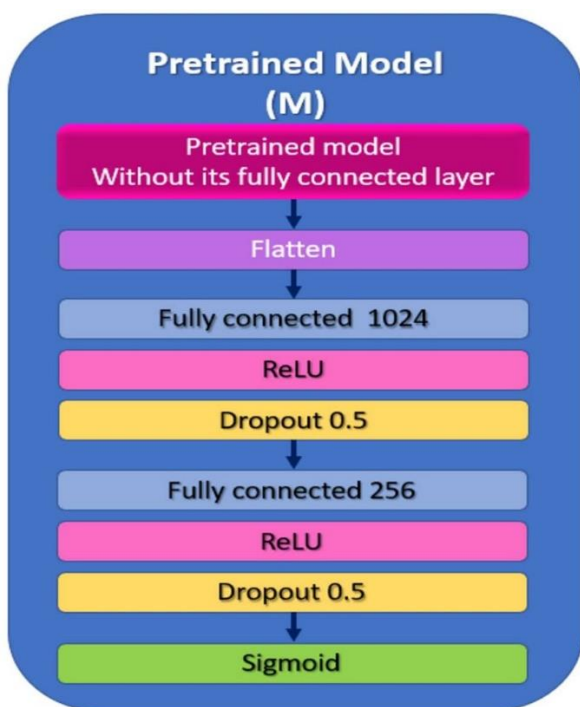 Pretrained Model
(M)
Pretrained model
Without its fully connected layer
Flatten
Fully connected 1024
ReLU
Dropout 0.5
Fully connected 256
ReLU
Dropout 0.5
Sigmoid